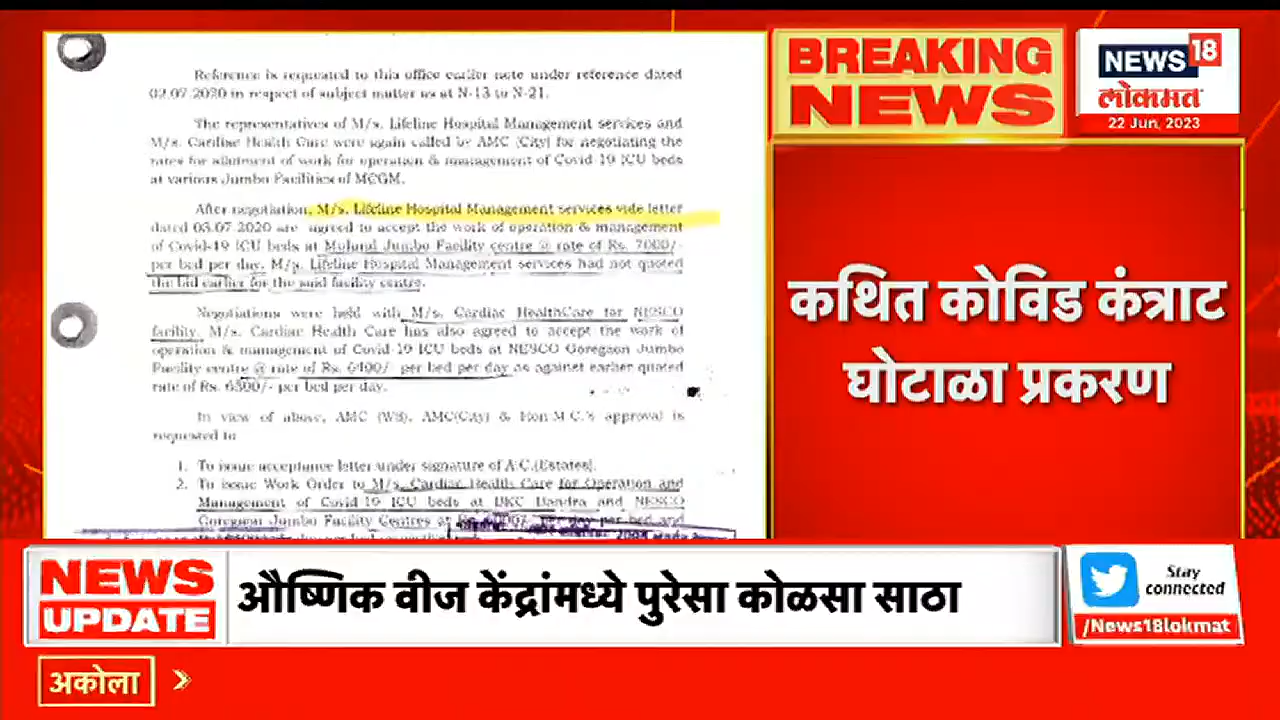 Reference is requested to this office earlier note under reference dated
02.07.2020 in respect of subject matter as at N-13 to N-21.
The representatives of M/s. Lifeline Hospital Management services and
M/s. Cardiac Health Care were again called by AMC (City) for negotiating the
rates for allotment of work for operation & management of Covid-19 ICU beds
at various Jumbo Facilities of MCGM.
After negotiation, M/s. Lifeline Hospital Management services vide letter
dated 03.07.2020 are agreed to accept the work of operation & management
of Covid-19 ICU beds at Mulund Jumbo Facility centre @ rate of Rs. 7000/-
per bed per day. M/s. Lifeline Hospital Management services had not quoted
the bid earlier for the said facility centre.
Negotiations were held with M/s. Cardiac HealthCare for NESCO
facility. M/s. Cardiac Health Care has also agreed to accept the work of
operation & management of Covid-19 ICU beds at NESCO Goregaon Jumbo
Facility centre @ rate of Rs. 6400/- per bed per day as against earlier quoted
rate of Rs. 6500/- per bed per day.
In view of above, AMC (WS), AMC(City) & Hon.M.C.'s approval is
requested to
1. To issue acceptance letter under signature of A.C.(Estates).
2. To issue Work Order to M/s. Cardiac Health Care for Operation and
Management of Covid-19 ICU beds at BKC Bandra and NESCO
Goregaon Jumbo Facility Centres at per day per bed and
BREAKING
NEWS
NEWS18
लोकमत
22 Jun, 2023
कथित कोविड कंत्राट
घोटाळा प्रकरण
NEWS
UPDATE
औष्णिक वीज केंद्रांमध्ये पुरेसा कोळसा साठा
Stay
connected
/News18lokmat
अकोला